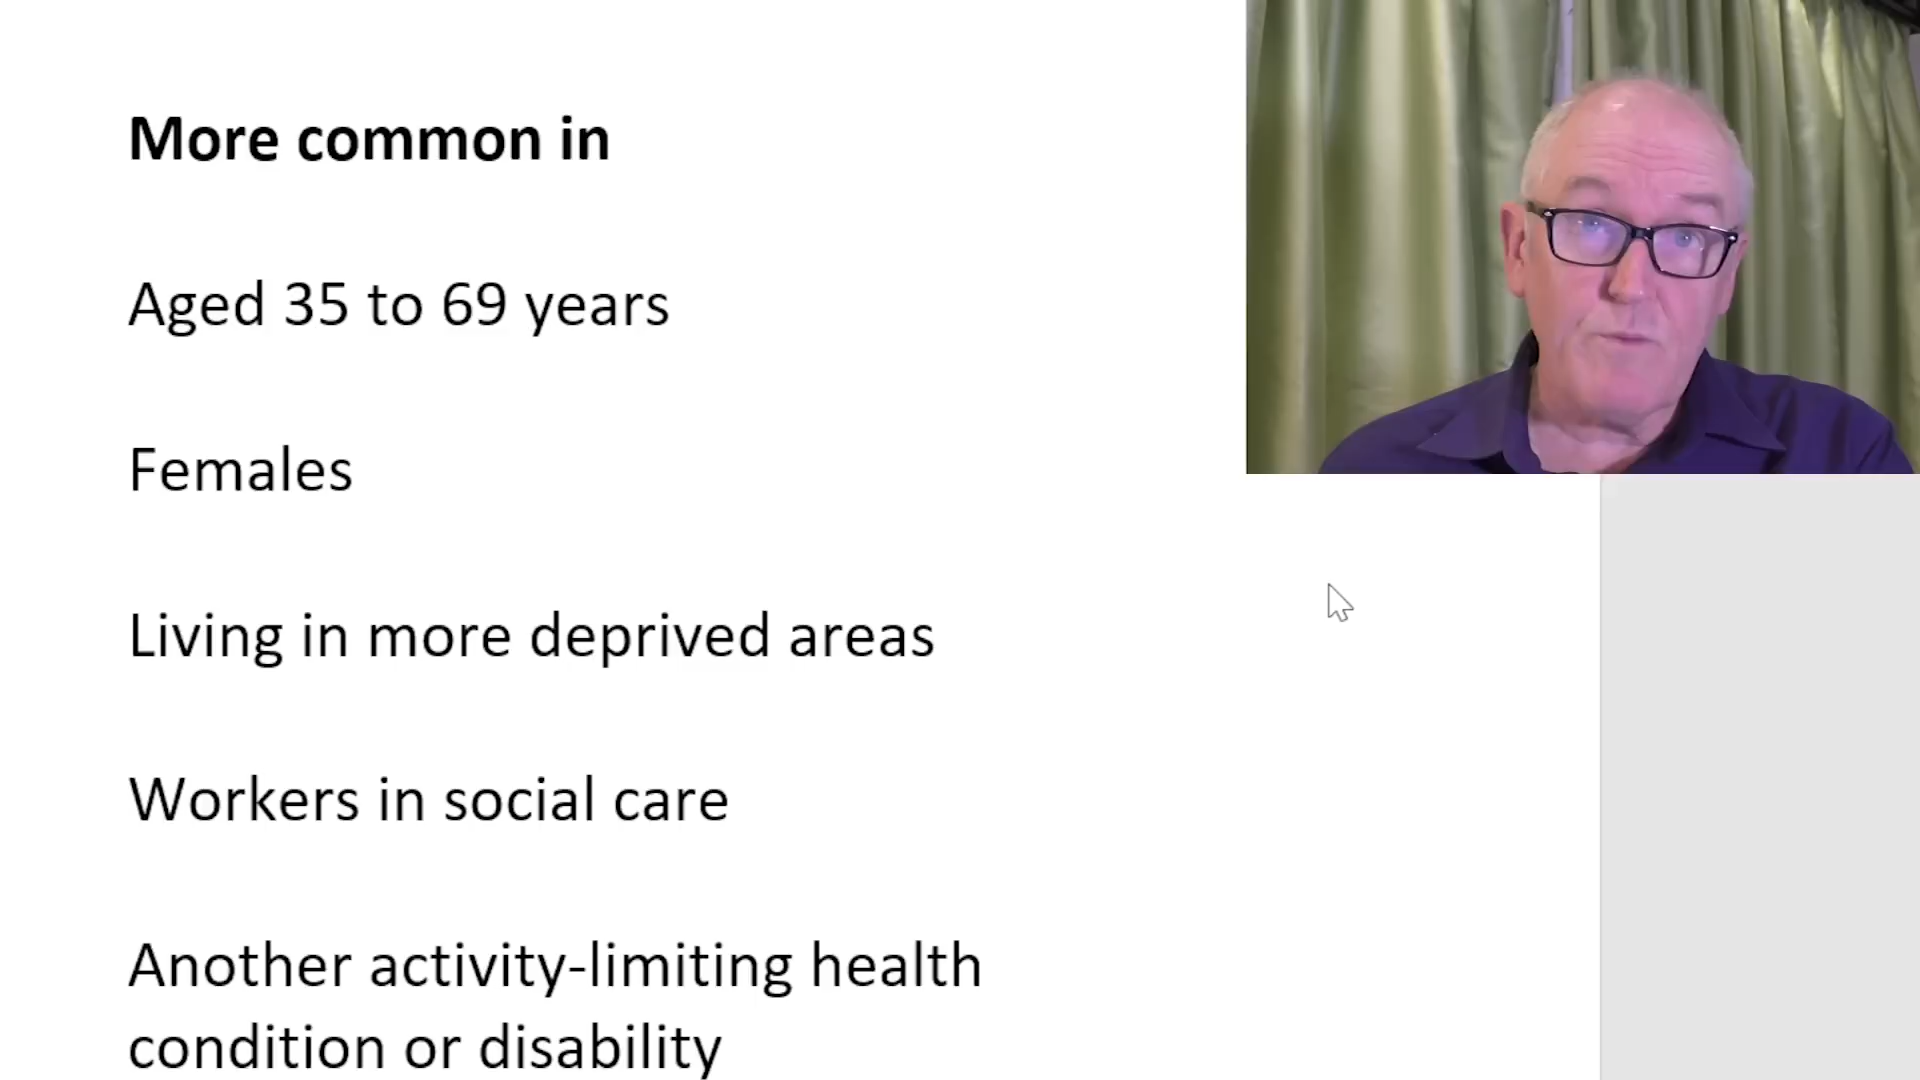 More common in
Aged 35 to 69 years
Females
Living in more deprived areas
Workers in social care
Another activity-limiting health
condition or disability